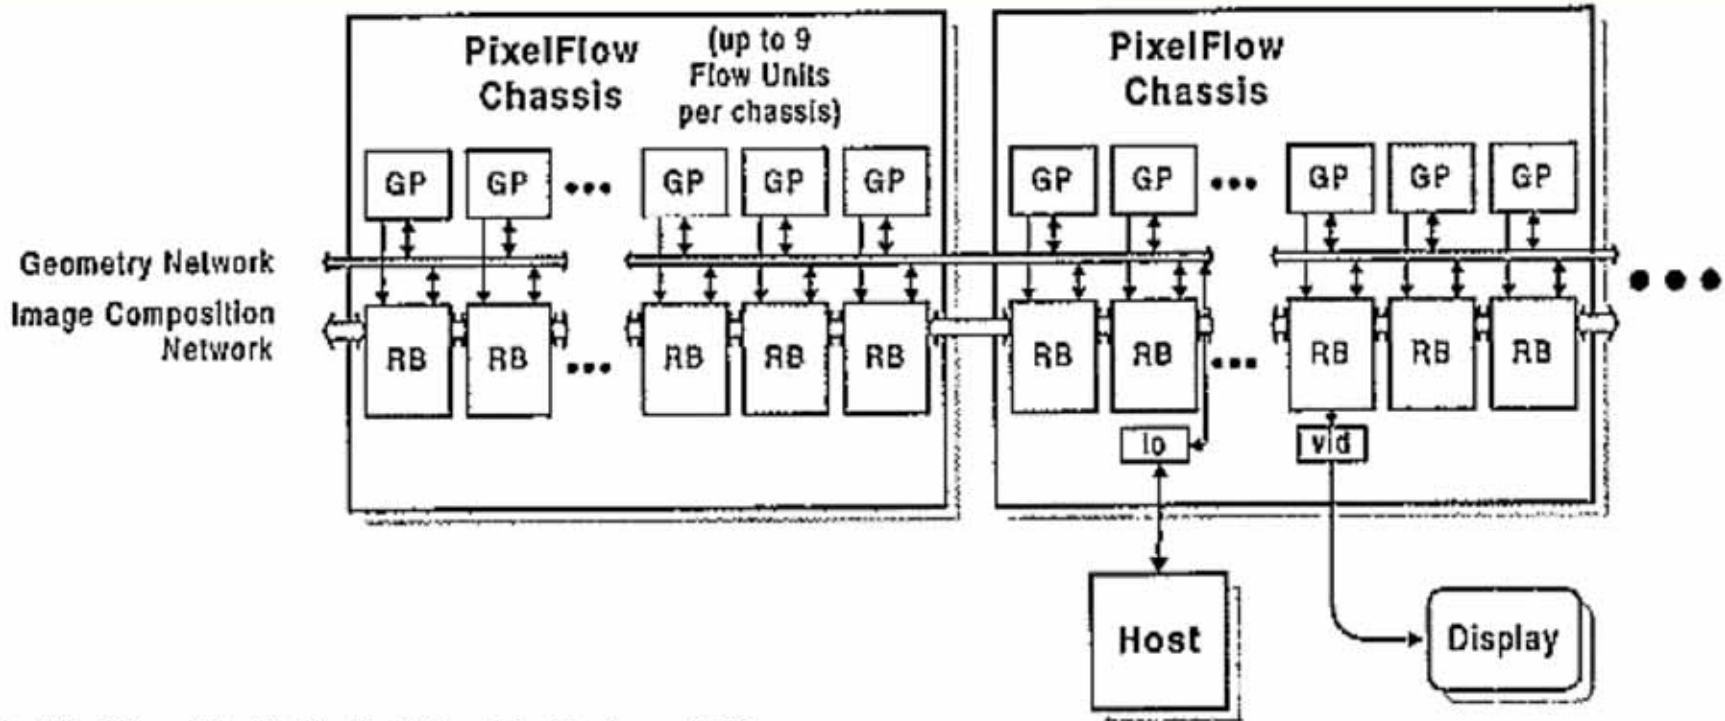 PixelFlow
Chassis
(up to 9
Flow Units
per chassis)
PixelFlow
Chassis
GP
GP
GP
GP
GP
GP
GP
GP
GP
GP
Geometry Network
Image Composition
Network
RB
RB
RB
RB
RB
RB
RB
RB
RB
RB
io
vid
Host
Display